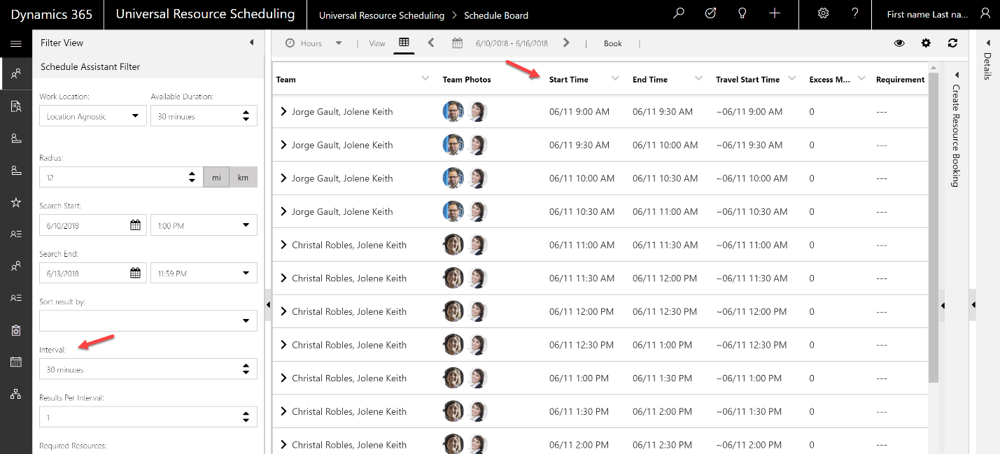 Dynamics 365 Universal Resource Scheduling Universal Resource Scheduling > Schedule Board ? First name Last na...
Filter View
Schedule Assistant Filter
Work Location: Available Duration:
Location Agnostic 30 minutes
Radius:
12 mi km
Search Start:
6/10/2018 1:00 PM
Search End:
6/13/2018 11:59 PM
Sort result by:
Interval:
30 minutes
Results Per Interval:
1
Required Resources:
Hours | View 6/10/2018 - 6/16/2018 | Book |
Team Team Photos Start Time End Time Travel Start Time Excess M... Requirement
Jorge Gault, Jolene Keith 06/11 9:00 AM 06/11 9:30 AM ~06/11 9:00 AM 0 ---
Jorge Gault, Jolene Keith 06/11 9:30 AM 06/11 10:00 AM ~06/11 9:30 AM 0 ---
Jorge Gault, Jolene Keith 06/11 10:00 AM 06/11 10:30 AM ~06/11 10:00 AM 0 ---
Jorge Gault, Jolene Keith 06/11 10:30 AM 06/11 11:00 AM ~06/11 10:30 AM 0 ---
Christal Robles, Jolene Keith 06/11 11:00 AM 06/11 11:30 AM ~06/11 11:00 AM 0 ---
Christal Robles, Jolene Keith 06/11 11:30 AM 06/11 12:00 PM ~06/11 11:30 AM 0 ---
Christal Robles, Jolene Keith 06/11 12:00 PM 06/11 12:30 PM ~06/11 12:00 PM 0 ---
Christal Robles, Jolene Keith 06/11 12:30 PM 06/11 1:00 PM ~06/11 12:30 PM 0 ---
Christal Robles, Jolene Keith 06/11 1:00 PM 06/11 1:30 PM ~06/11 1:00 PM 0 ---
Christal Robles, Jolene Keith 06/11 1:30 PM 06/11 2:00 PM ~06/11 1:30 PM 0 ---
Christal Robles, Jolene Keith 06/11 2:00 PM 06/11 2:30 PM ~06/11 2:00 PM 0 ---
Create Resource Booking
Details